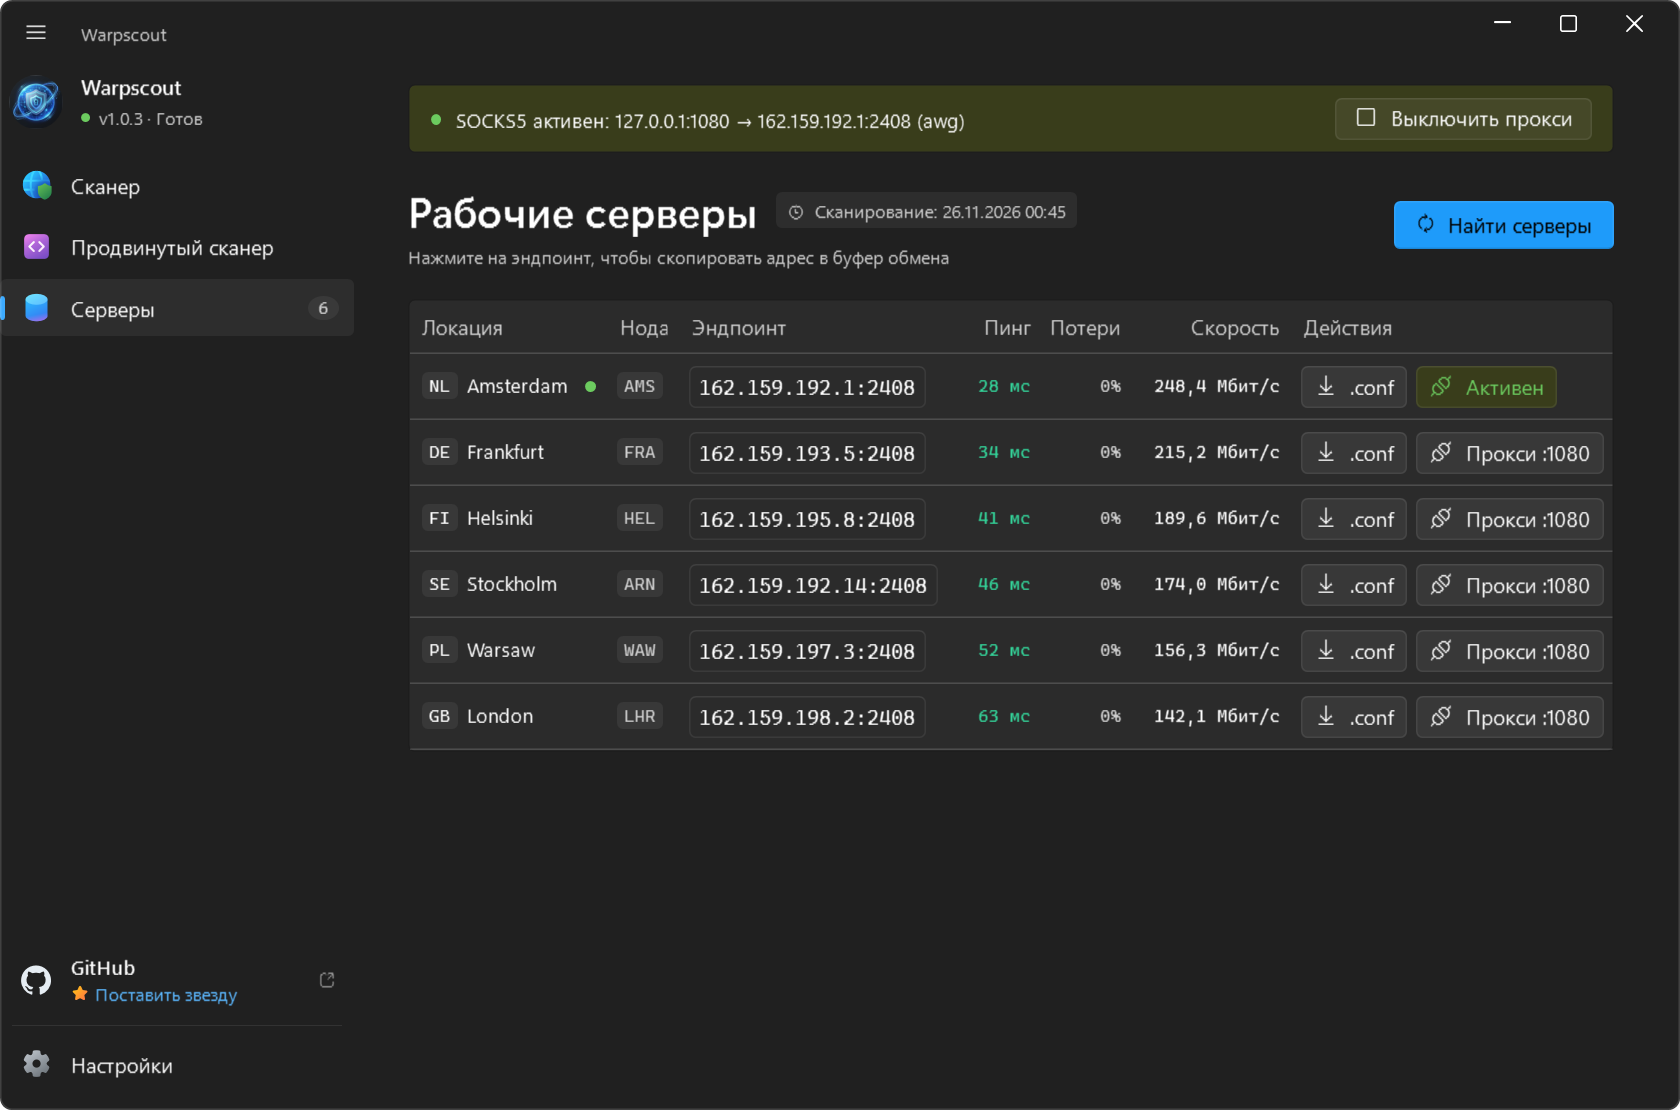 Warpscout
Warpscout
v1.0.3 · Готов
Сканер
Продвинутый сканер
Серверы 6
GitHub
Поставить звезду
Настройки
SOCKS5 активен: 127.0.0.1:1080 → 162.159.192.1:2408 (awg) Выключить прокси
Рабочие серверы Сканирование: 26.11.2026 00:45
Нажмите на эндпоинт, чтобы скопировать адрес в буфер обмена
Найти серверы
Локация Нода Эндпоинт Пинг Потери Скорость Действия
NL Amsterdam AMS 162.159.192.1:2408 28 мс 0% 248,4 Мбит/с .conf Активен
DE Frankfurt FRA 162.159.193.5:2408 34 мс 0% 215,2 Мбит/с .conf Прокси :1080
FI Helsinki HEL 162.159.195.8:2408 41 мс 0% 189,6 Мбит/с .conf Прокси :1080
SE Stockholm ARN 162.159.192.14:2408 46 мс 0% 174,0 Мбит/с .conf Прокси :1080
PL Warsaw WAW 162.159.197.3:2408 52 мс 0% 156,3 Мбит/с .conf Прокси :1080
GB London LHR 162.159.198.2:2408 63 мс 0% 142,1 Мбит/с .conf Прокси :1080